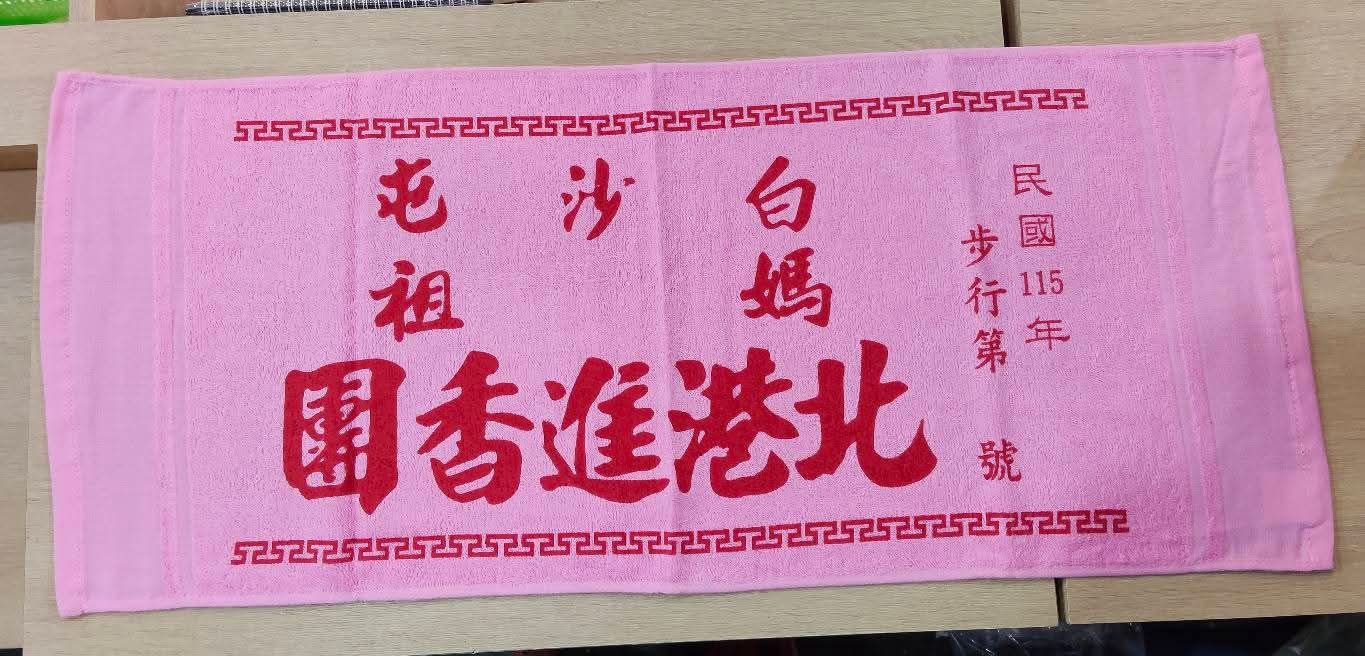 民國115年
步行第 號
白沙屯
媽祖
北港進香團